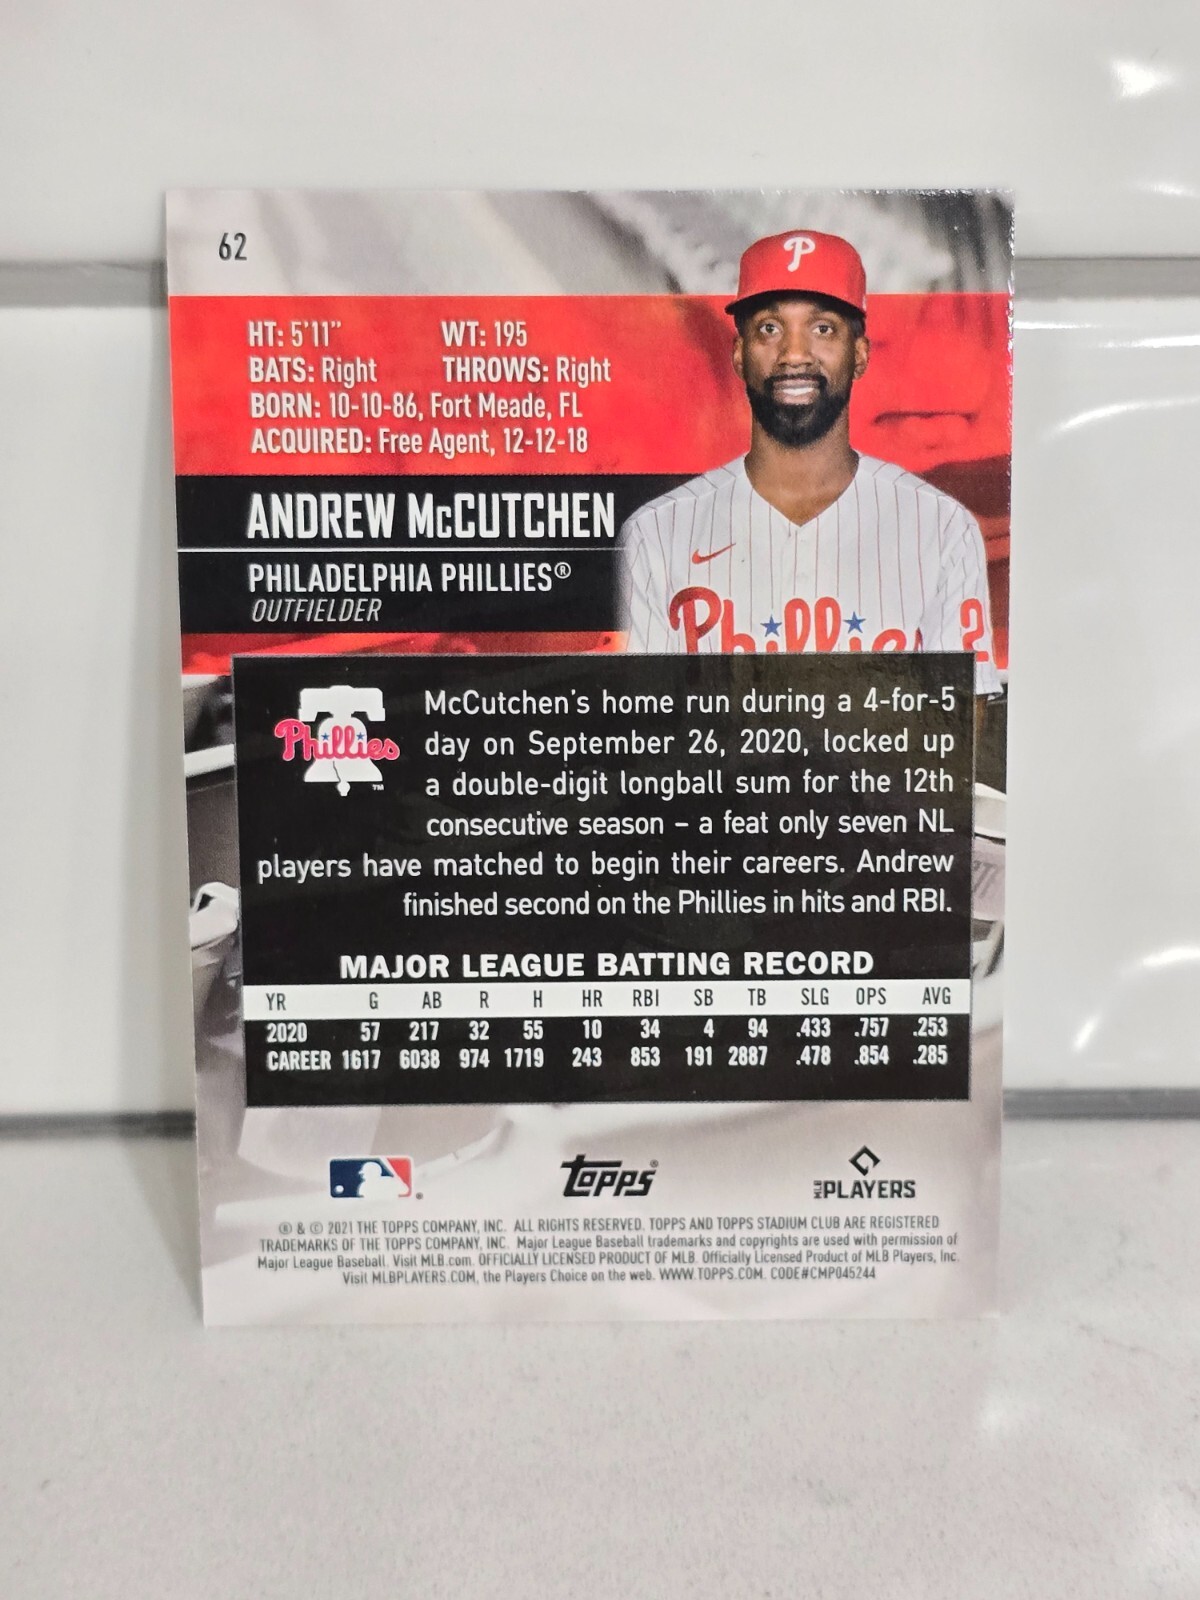 62
P
HT: 5'11" WT: 195
BATS: Right THROWS: Right
BORN: 10-10-86, Fort Meade, FL
ACQUIRED: Free Agent, 12-12-18
ANDREW McCUTCHEN
PHILADELPHIA PHILLIES®
OUTFIELDER
Phillies 2
Phillies ™
McCutchen's home run during a 4-for-5
day on September 26, 2020, locked up
a double-digit longball sum for the 12th
consecutive season – a feat only seven NL
players have matched to begin their careers. Andrew
finished second on the Phillies in hits and RBI.
MAJOR LEAGUE BATTING RECORD
YR G AB R H HR RBI SB TB SLG OPS AVG
2020 57 217 32 55 10 34 4 94 .433 .757 .253
CAREER 1617 6038 974 1719 243 853 191 2887 .478 .854 .285
topps® MLB PLAYERS
® & © 2021 THE TOPPS COMPANY, INC. ALL RIGHTS RESERVED. TOPPS AND TOPPS STADIUM CLUB ARE REGISTERED
TRADEMARKS OF THE TOPPS COMPANY, INC. Major League Baseball trademarks and copyrights are used with permission of
Major League Baseball. Visit MLB.com. OFFICIALLY LICENSED PRODUCT OF MLB. Officially Licensed Product of MLB Players, Inc.
Visit MLBPLAYERS.COM, the Players Choice on the web. WWW.TOPPS.COM. CODE#CMP045244